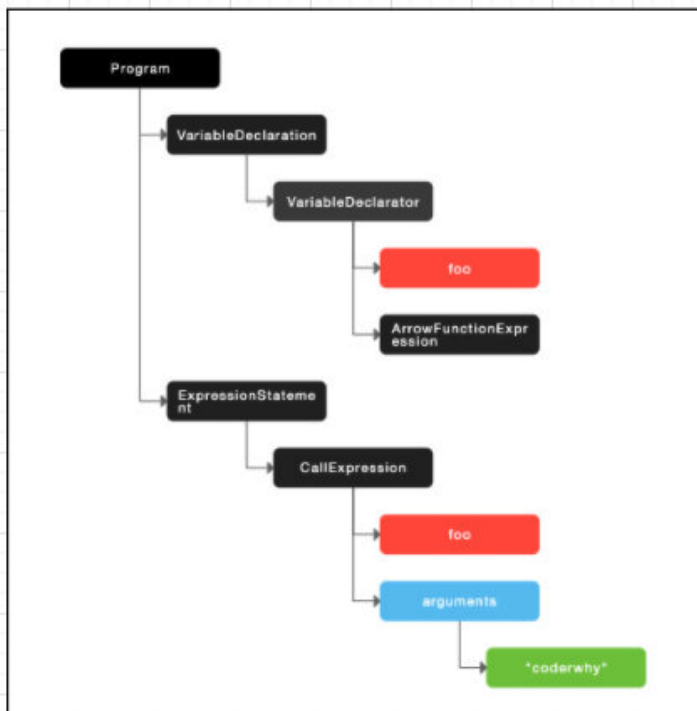 Program
VariableDeclaration
VariableDeclarator
foo
ArrowFunctionExpr
ession
ExpressionStateme
nt
CallExpression
foo
arguments
"coderwhy"